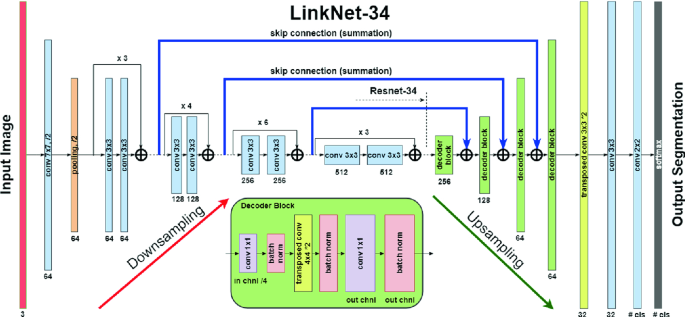 LinkNet-34
skip connection (summation)
skip connection (summation)
Resnet-34
Input Image
3
conv 7x7, /2
64
pooling, /2
64
x 3
conv 3x3
conv 3x3
64
64
x 4
conv 3x3
conv 3x3
128
128
x 6
conv 3x3
conv 3x3
256
256
x 3
conv 3x3
conv 3x3
512
512
decoder block
256
decoder block
128
decoder block
64
decoder block
64
transposed conv 3x3 *2
32
conv 3x3
32
conv 2x2
# cls
# cls
Output Segmentation
Downsampling
Upsampling
Decoder Block
conv 1x1
in chnl /4
batch norm
transposed conv
4x4 *2
batch norm
conv 1x1
out chnl
batch norm
out chnl